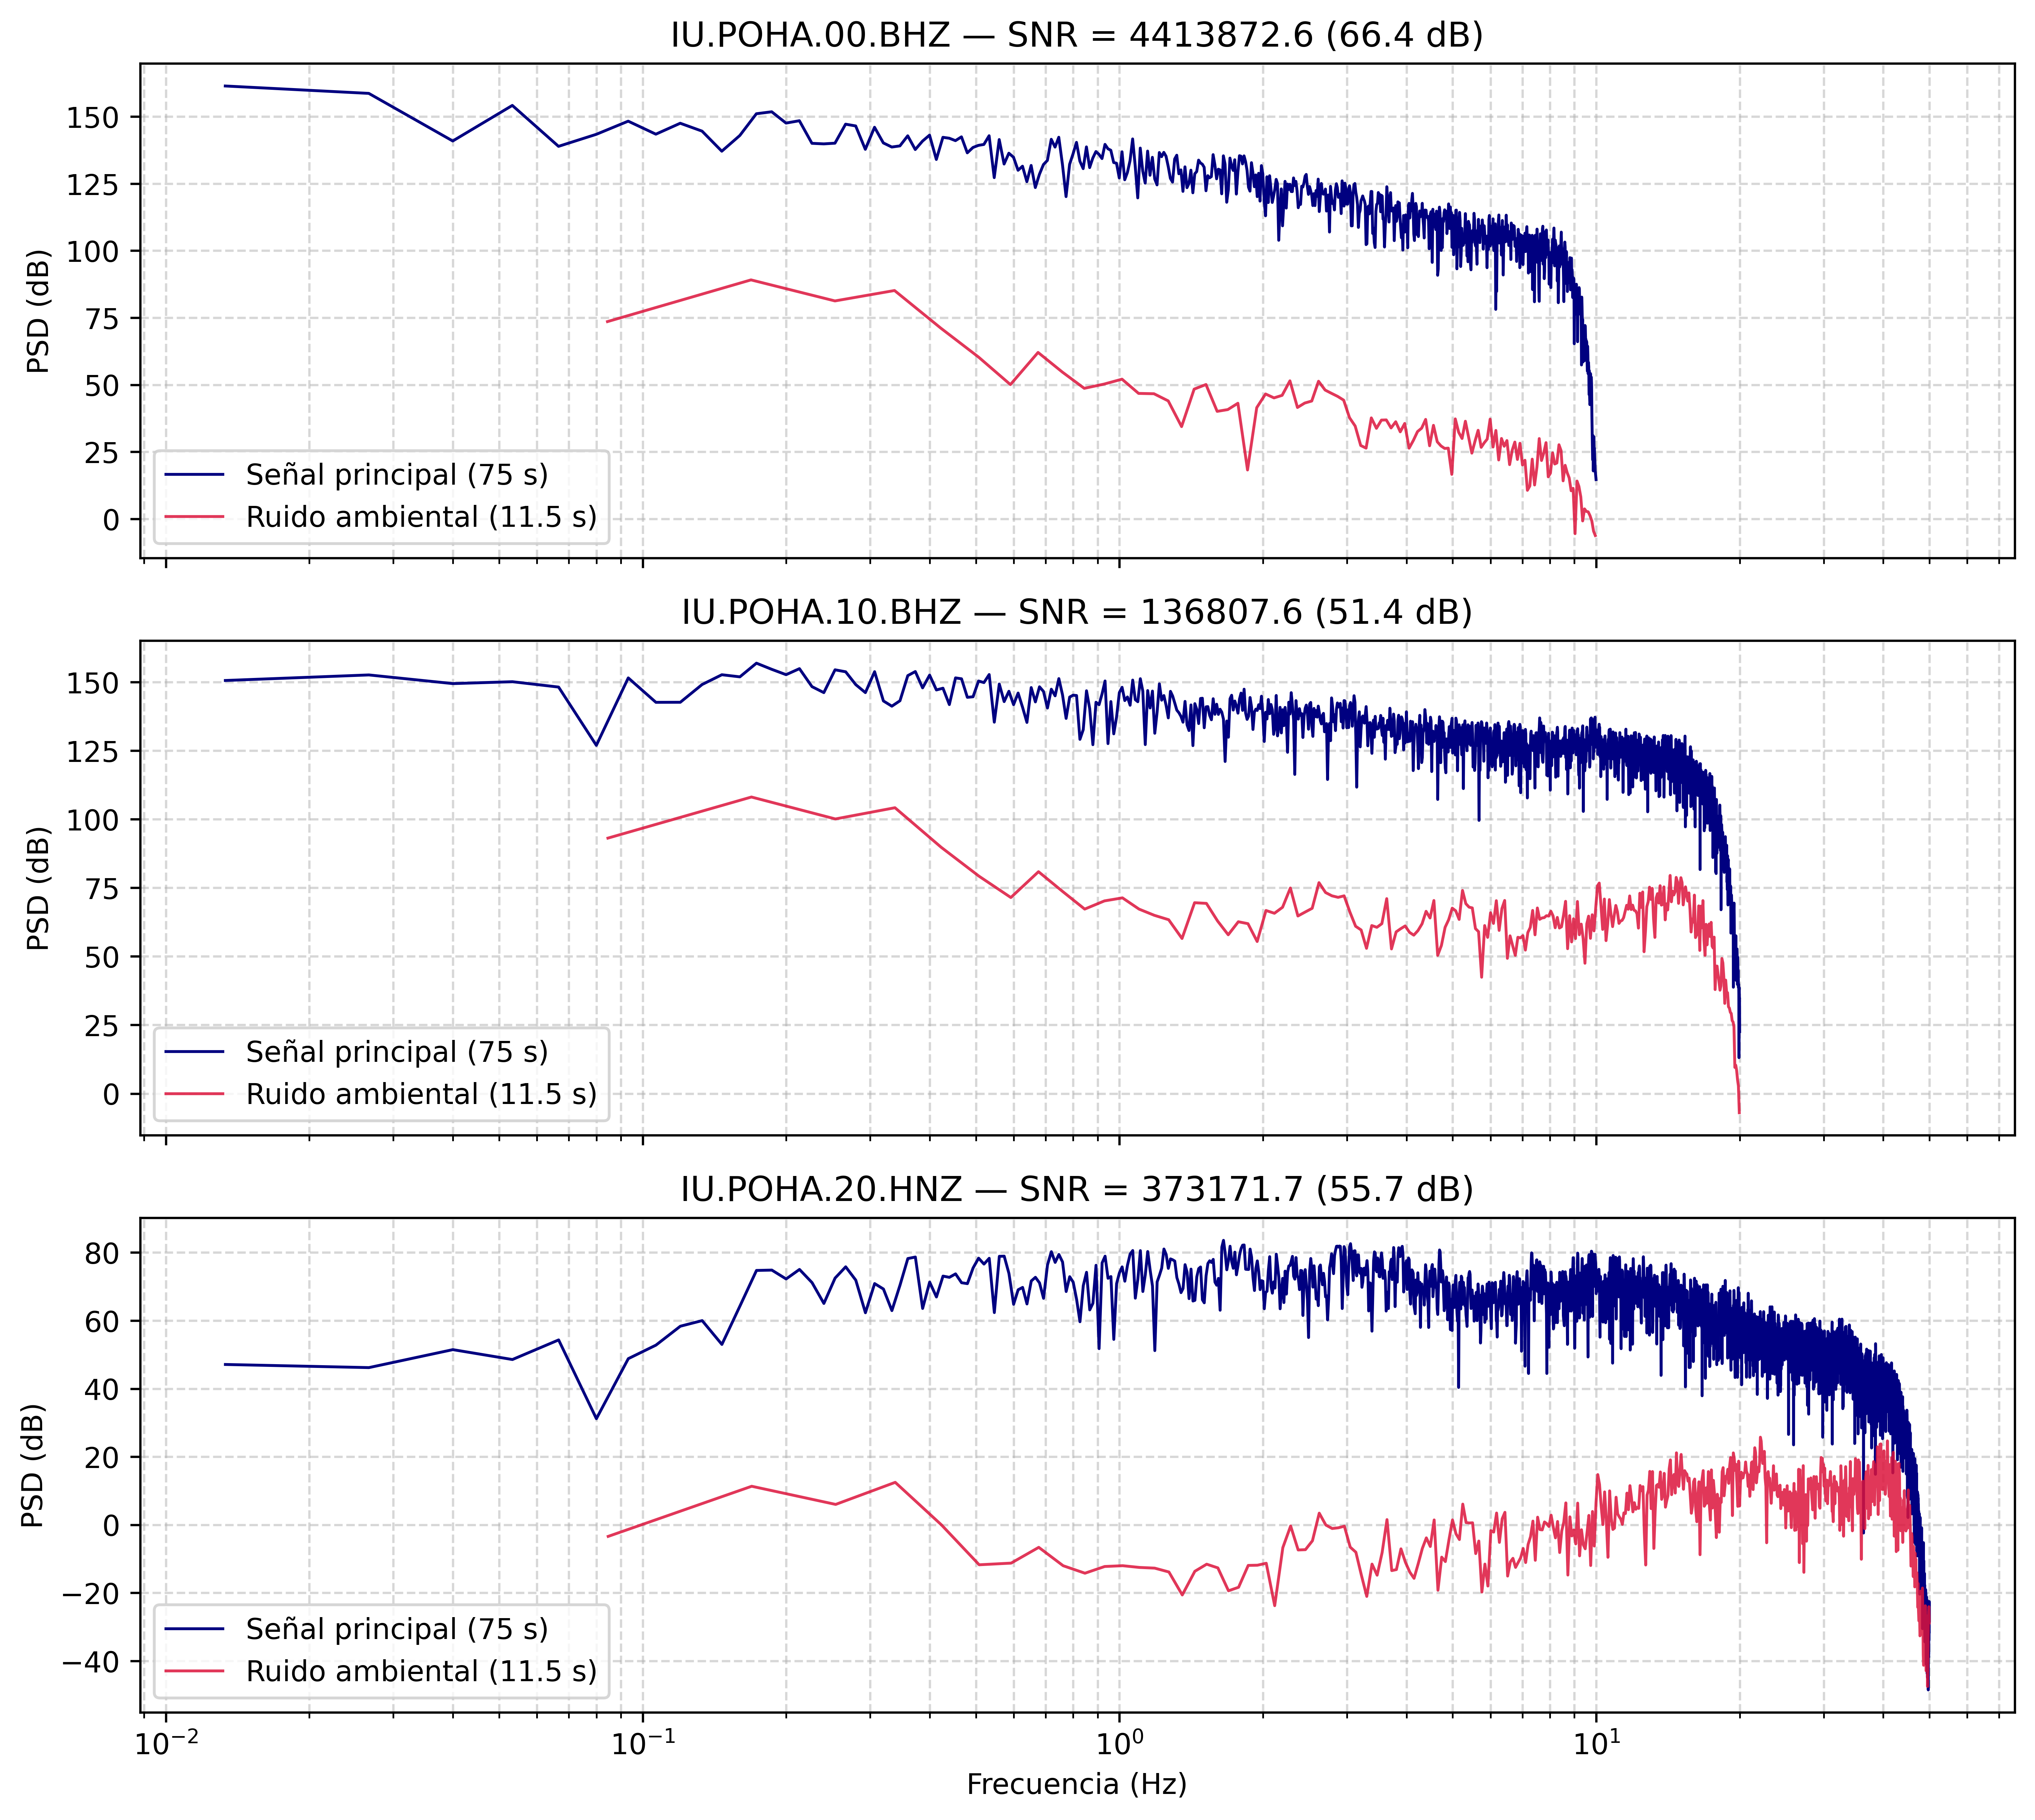 IU.POHA.00.BHZ — SNR = 4413872.6 (66.4 dB)
PSD (dB)
150
125
100
75
50
25
0
Señal principal (75 s)
Ruido ambiental (11.5 s)
IU.POHA.10.BHZ — SNR = 136807.6 (51.4 dB)
PSD (dB)
150
125
100
75
50
25
0
Señal principal (75 s)
Ruido ambiental (11.5 s)
IU.POHA.20.HNZ — SNR = 373171.7 (55.7 dB)
PSD (dB)
80
60
40
20
0
−20
−40
Señal principal (75 s)
Ruido ambiental (11.5 s)
10⁻² 10⁻¹ 10⁰ 10¹
Frecuencia (Hz)